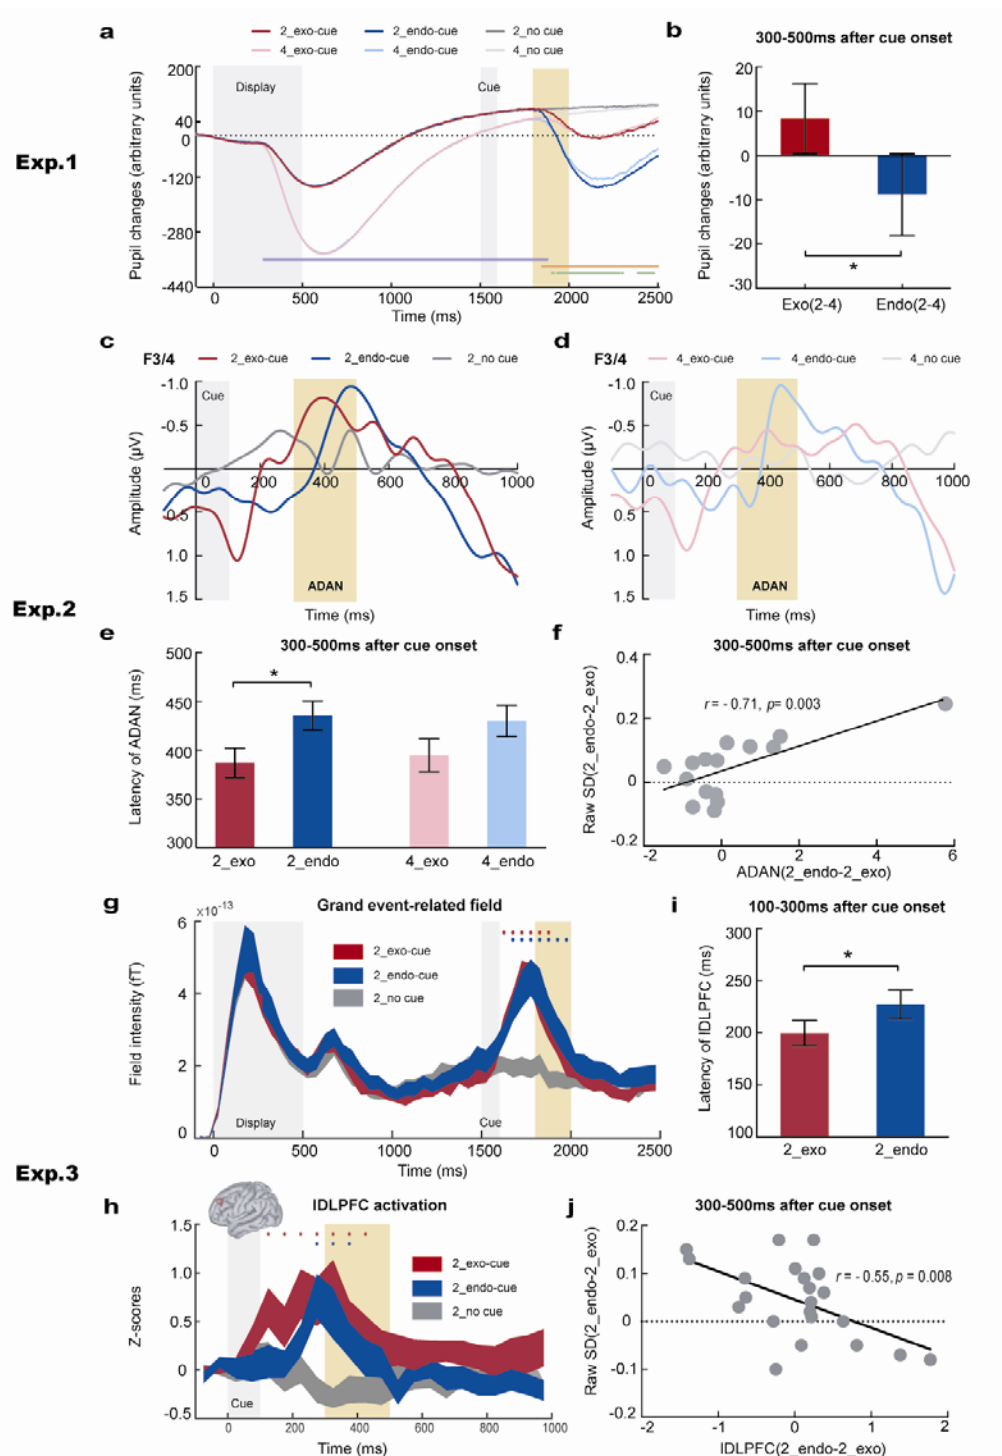 a
2_exo-cue 2_endo-cue 2_no cue
4_exo-cue 4_endo-cue 4_no cue
Exp.1
Pupil changes (arbitrary units)
200
40
0
-120
-280
-440
Display
Cue
0 500 1000 1500 2000 2500
Time (ms)
b
300-500ms after cue onset
Pupil changes (arbitrary units)
20
10
0
-10
-20
-30
*
Exo(2-4) Endo(2-4)
Exp.2
c
F3/4 2_exo-cue 2_endo-cue 2_no cue
Amplitude (µV)
-1.0
-0.5
0.5
1.0
1.5
Cue
0 200 400 600 800 1000
ADAN
Time (ms)
d
F3/4 4_exo-cue 4_endo-cue 4_no cue
Amplitude (µV)
-1.0
-0.5
0.5
1.0
1.5
Cue
0 200 400 600 800 1000
ADAN
Time (ms)
e
300-500ms after cue onset
Latency of ADAN (ms)
500
450
400
350
300
*
2_exo 2_endo 4_exo 4_endo
f
300-500ms after cue onset
Raw SD(2_endo-2_exo)
0.4
0.2
0
-0.2
r = - 0.71, p= 0.003
-2 0 2 4 6
ADAN(2_endo-2_exo)
Exp.3
g
Grand event-related field
×10⁻¹³
Field intensity (fT)
6
4
2
0
2_exo-cue
2_endo-cue
2_no cue
Display
Cue
0 500 1000 1500 2000 2500
Time (ms)
i
100-300ms after cue onset
Latency of lDLPFC (ms)
300
250
200
150
100
*
2_exo 2_endo
h
lDLPFC activation
Z-scores
1.5
1.0
0.5
0
-0.5
2_exo-cue
2_endo-cue
2_no cue
Cue
0 200 400 600 800 1000
Time (ms)
j
300-500ms after cue onset
Raw SD(2_endo-2_exo)
0.2
0.1
0
-0.1
-0.2
r = - 0.55, p = 0.008
-2 -1 0 1 2
lDLPFC(2_endo-2_exo)